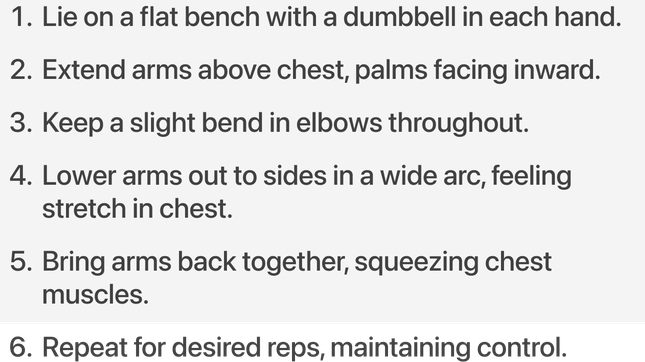 1. Lie on a flat bench with a dumbbell in each hand.
2. Extend arms above chest, palms facing inward.
3. Keep a slight bend in elbows throughout.
4. Lower arms out to sides in a wide arc, feeling
stretch in chest.
5. Bring arms back together, squeezing chest
muscles.
6. Repeat for desired reps, maintaining control.